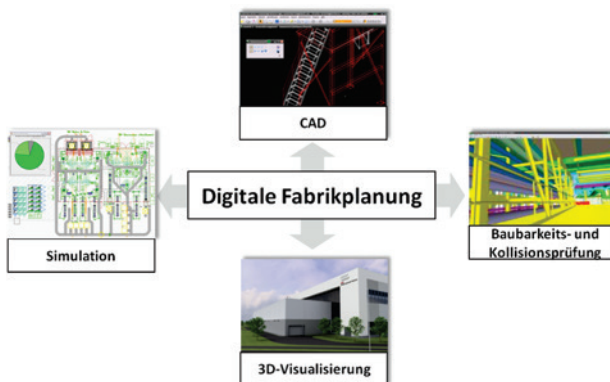 CAD
Digitale Fabrikplanung
Simulation
Baubarkeits- und
Kollisionsprüfung
3D-Visualisierung